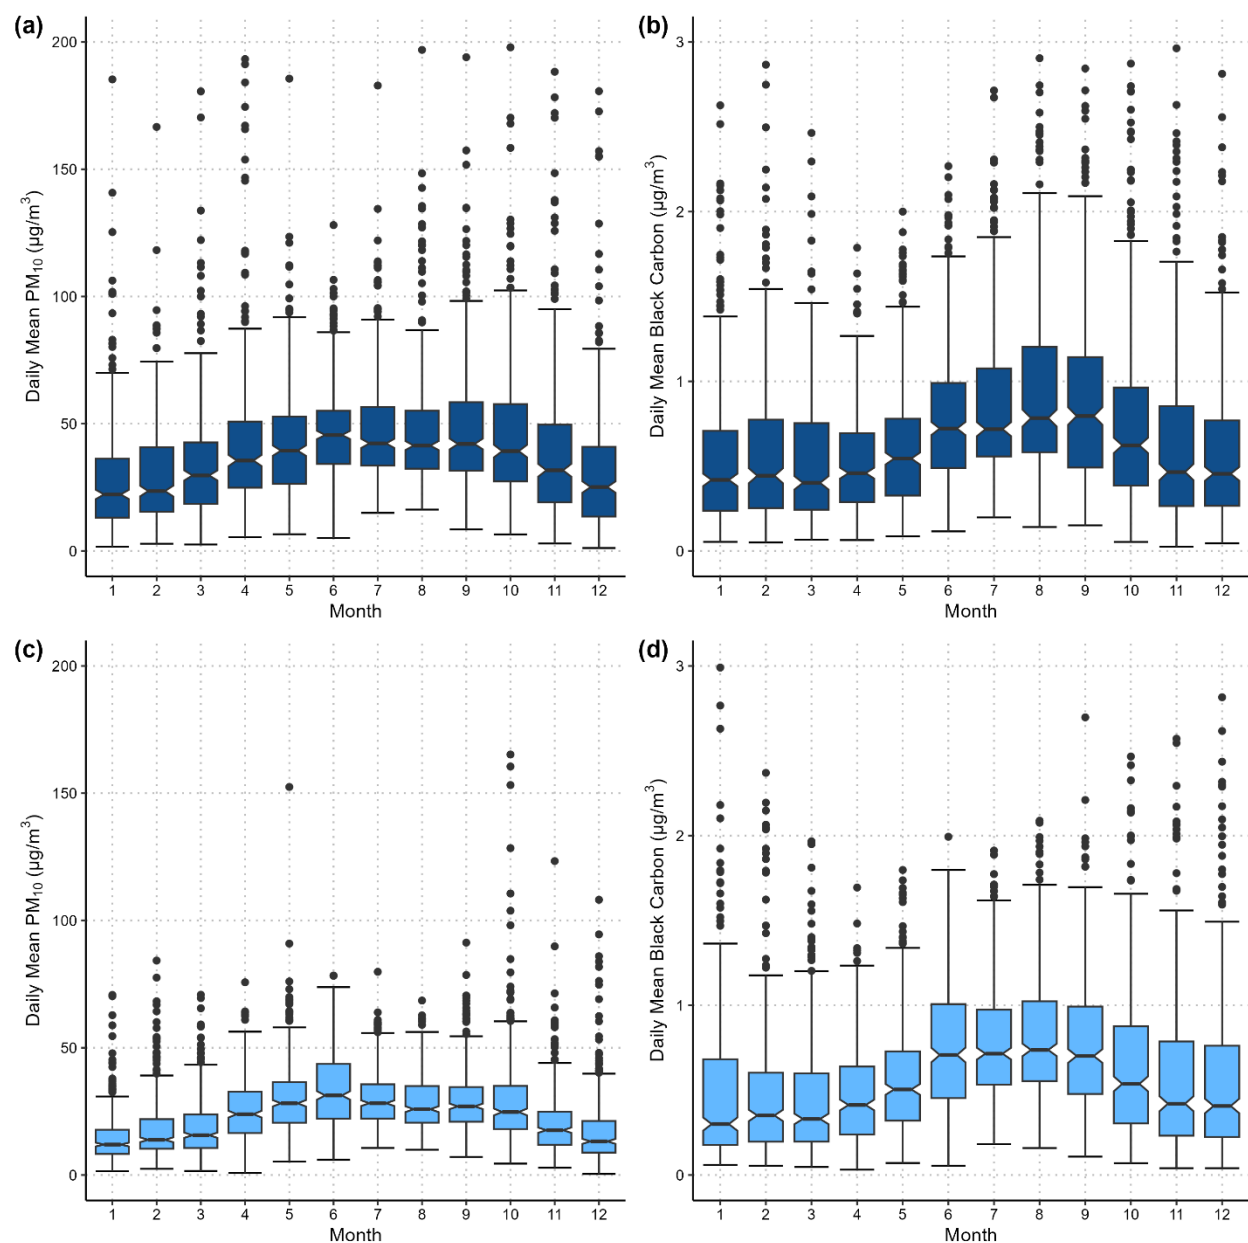 (a)
Daily Mean PM₁₀ (µg/m³)
200
150
100
50
0
1 2 3 4 5 6 7 8 9 10 11 12
Month
(b)
Daily Mean Black Carbon (µg/m³)
3
2
1
0
1 2 3 4 5 6 7 8 9 10 11 12
Month
(c)
Daily Mean PM₁₀ (µg/m³)
200
150
100
50
0
1 2 3 4 5 6 7 8 9 10 11 12
Month
(d)
Daily Mean Black Carbon (µg/m³)
3
2
1
0
1 2 3 4 5 6 7 8 9 10 11 12
Month